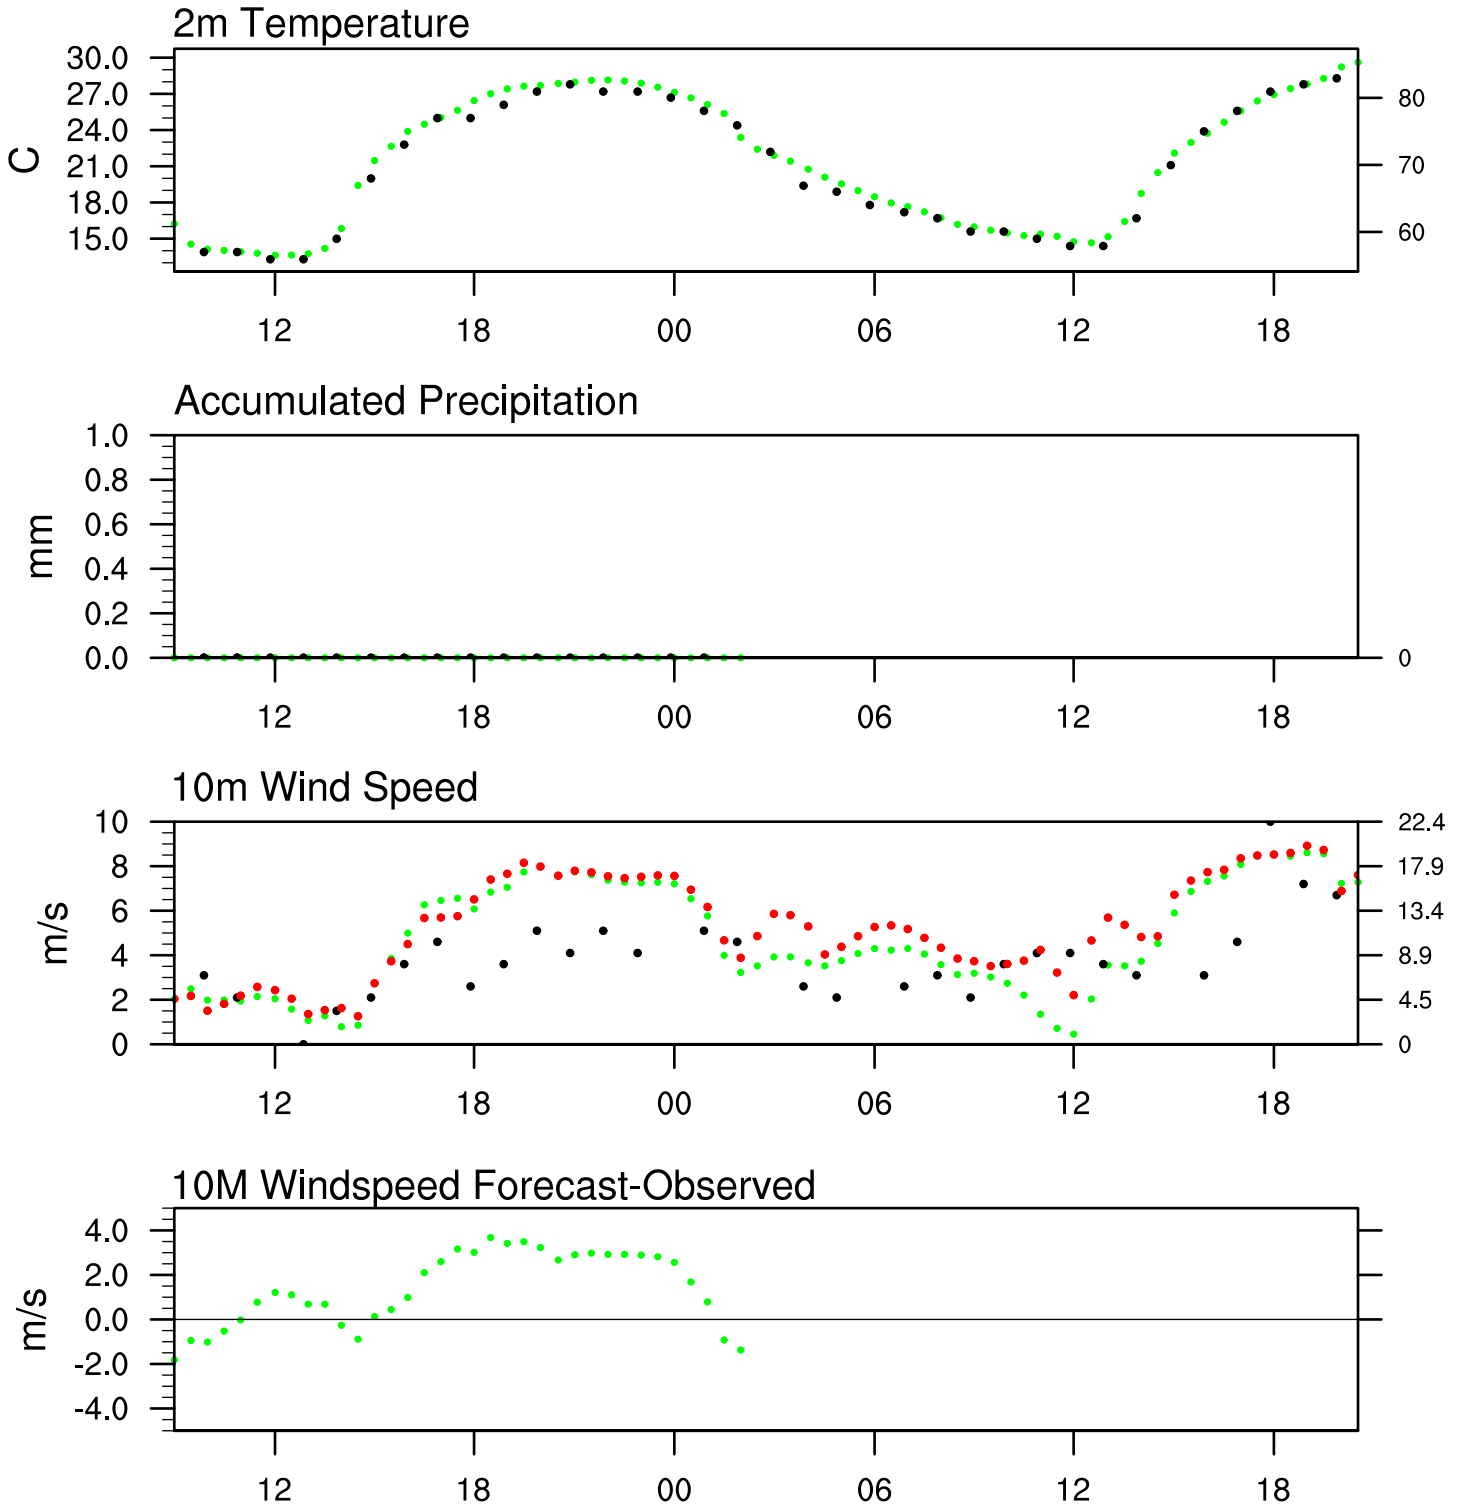 2m Temperature
30.0
27.0
24.0
21.0
18.0
15.0
C
80
70
60
12 18 00 06 12 18
Accumulated Precipitation
1.0
0.8
0.6
0.4
0.2
0.0
mm
0
12 18 00 06 12 18
10m Wind Speed
10
8
6
4
2
0
m/s
22.4
17.9
13.4
8.9
4.5
0
12 18 00 06 12 18
10M Windspeed Forecast-Observed
4.0
2.0
0.0
-2.0
-4.0
m/s
12 18 00 06 12 18